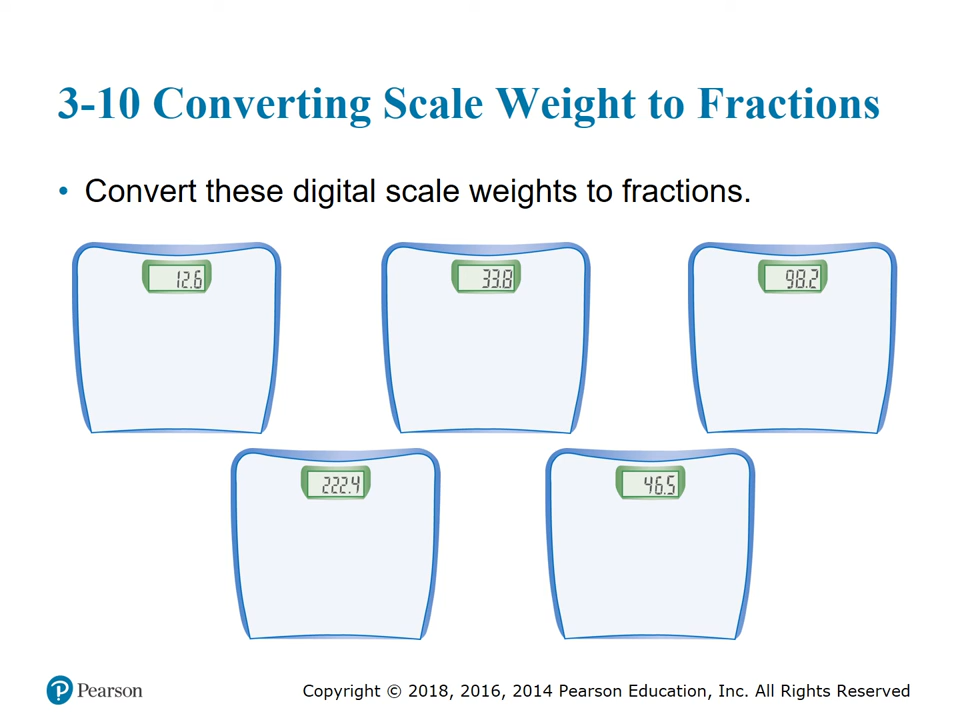 3-10 Converting Scale Weight to Fractions
• Convert these digital scale weights to fractions.
12.6
33.8
98.2
222.4
46.5
P Pearson
Copyright © 2018, 2016, 2014 Pearson Education, Inc. All Rights Reserved